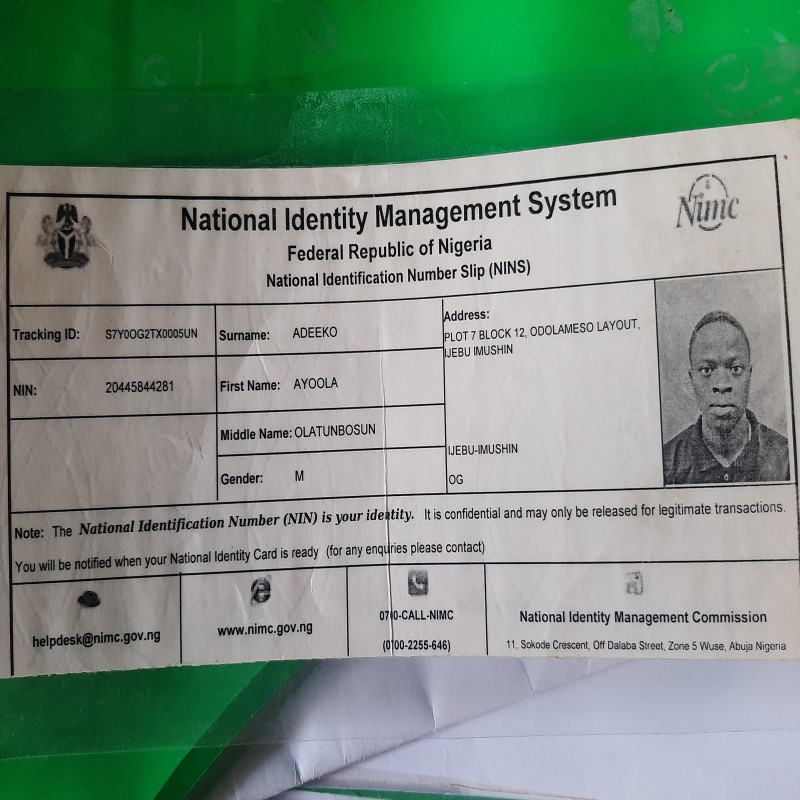 National Identity Management System
Federal Republic of Nigeria
National Identification Number Slip (NINS)
Nimc
Tracking ID: S7Y0OG2TX0005UN
Surname: ADEEKO
Address:
PLOT 7 BLOCK 12, ODOLAMESO LAYOUT,
IJEBU IMUSHIN
NIN: 20445844281
First Name: AYOOLA
Middle Name: OLATUNBOSUN
IJEBU-IMUSHIN
Gender: M
OG
Note: The National Identification Number (NIN) is your identity. It is confidential and may only be released for legitimate transactions.
You will be notified when your National Identity Card is ready (for any enquiries please contact)
helpdesk@nimc.gov.ng
www.nimc.gov.ng
0700-CALL-NIMC
(0700-2255-646)
National Identity Management Commission
11, Sokode Crescent, Off Dalaba Street, Zone 5 Wuse, Abuja Nigeria